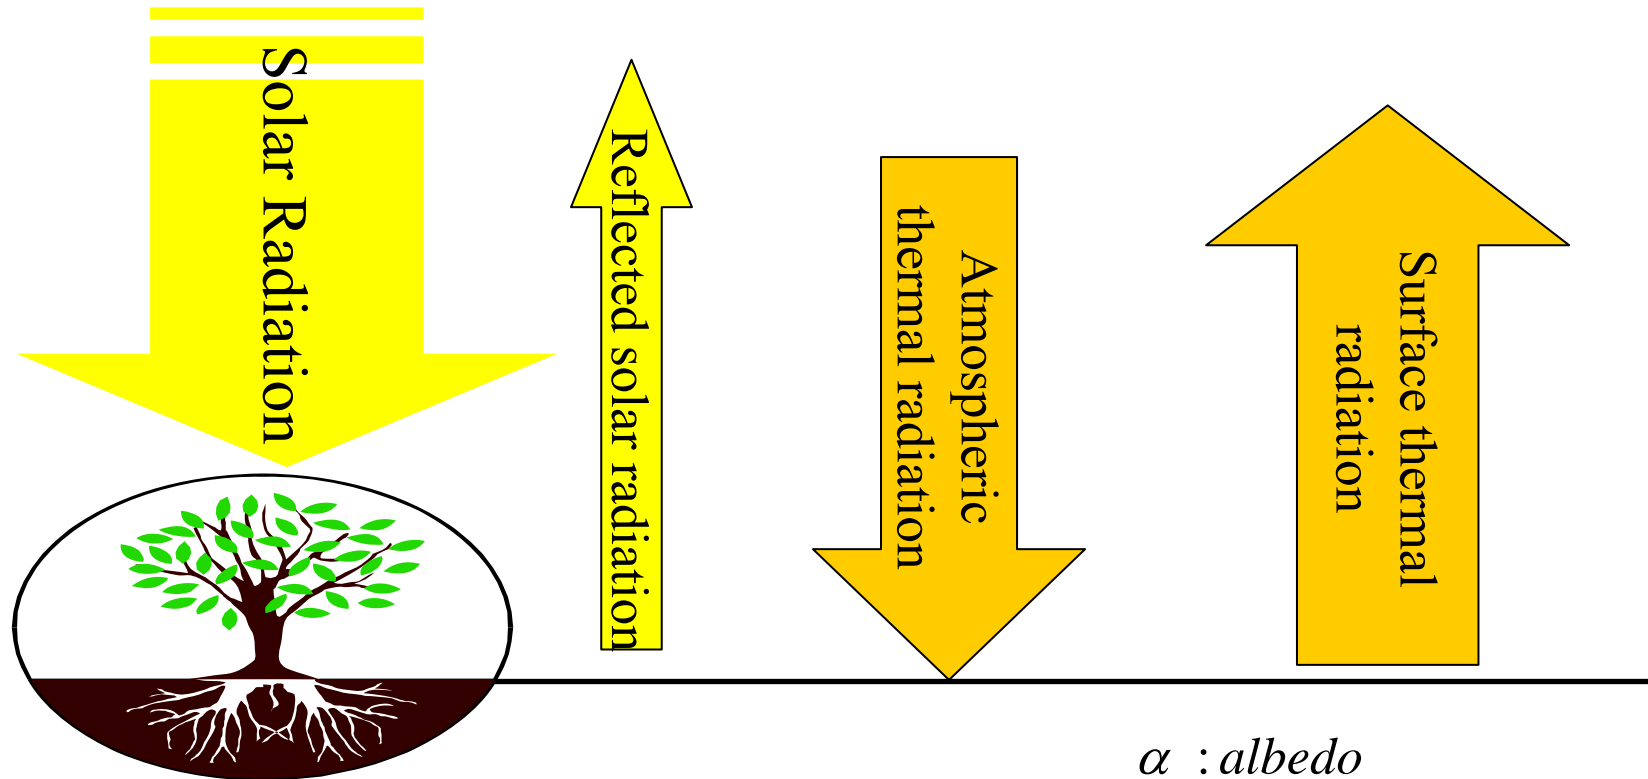 Solar Radiation
Reflected solar radiation
Atmospheric
thermal radiation
Surface thermal
radiation
α : albedo